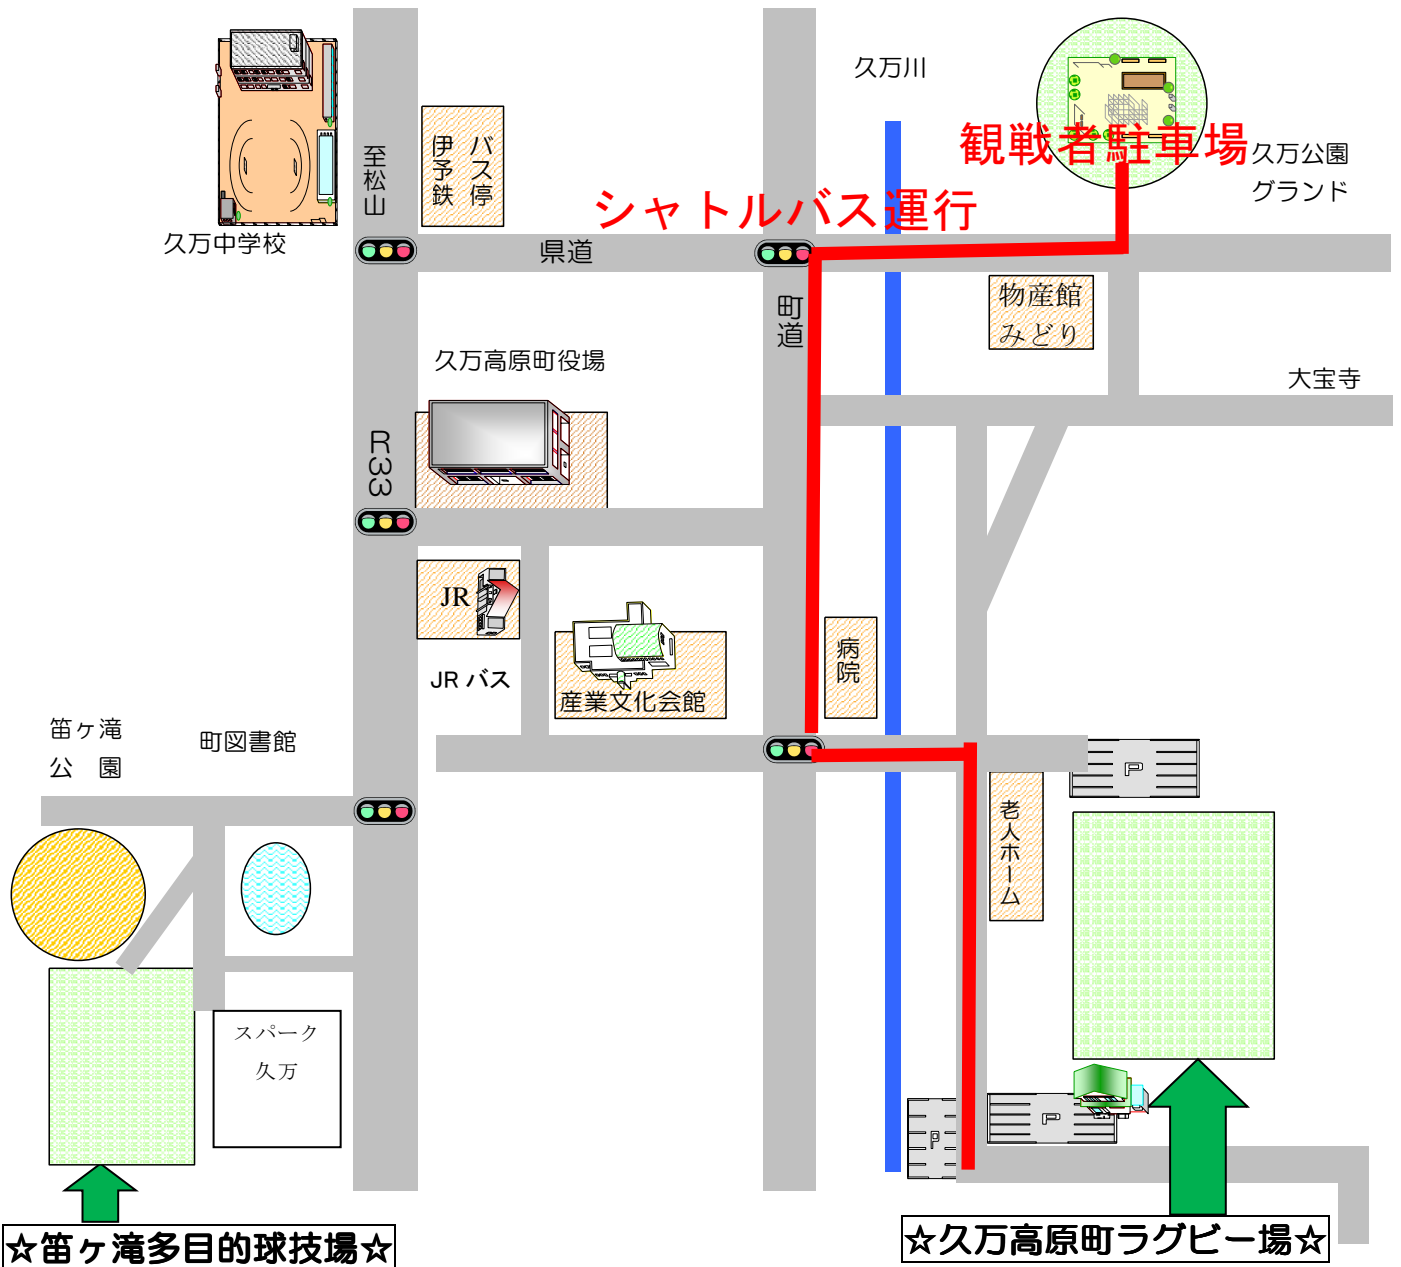 久万川
観戦者駐車場
久万公園
グランド
バス停
伊予鉄
至松山
シャトルバス運行
久万中学校
県道
物産館
みどり
町道
久万高原町役場
大宝寺
R33
JR
病院
JRバス
産業文化会館
笛ヶ滝
公　園
町図書館
P
老人ホーム
スパーク
久万
P
P
☆久万高原町ラグビー場☆
☆笛ヶ滝多目的球技場☆